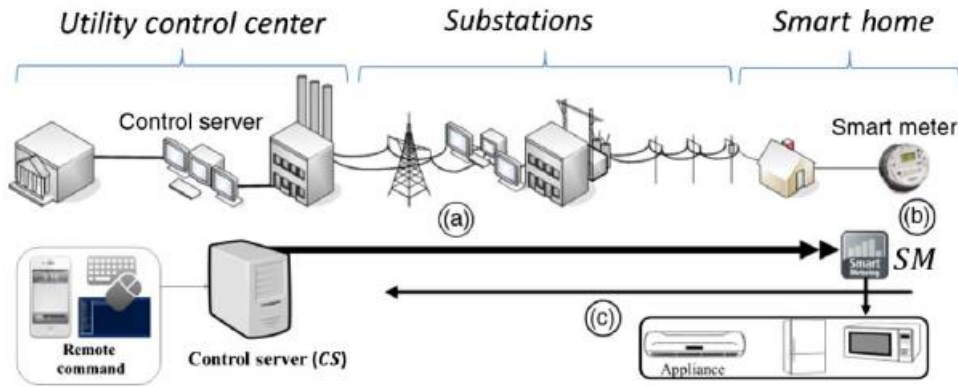 Utility control center
Substations
Smart home
Control server
Smart meter
(a)
(b)
Smart
Metering
SM
(c)
Remote
command
Control server (CS)
Appliance